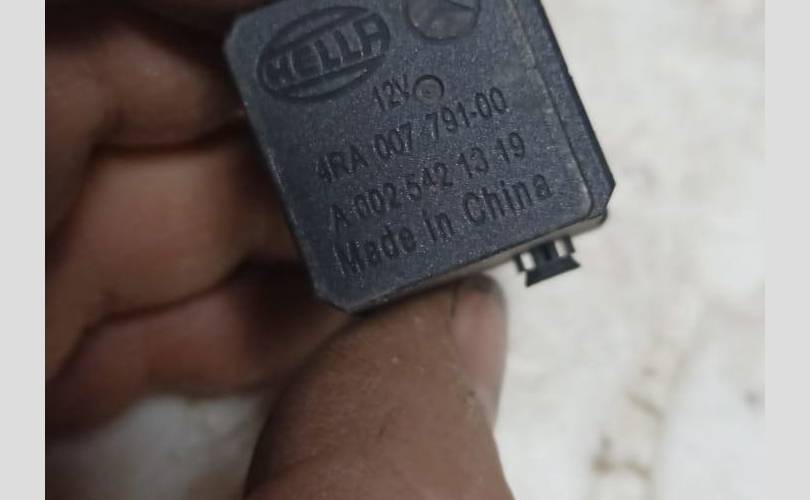 HELLA
12V
4RA 007 791-00
A 002 542 13 19
Made in China